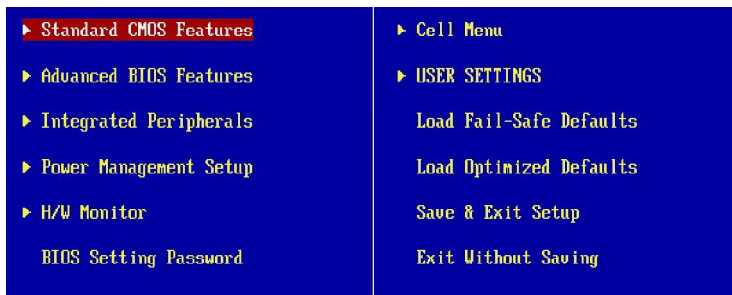 Standard CMOS Features
Advanced BIOS Features
Integrated Peripherals
Power Management Setup
H/W Monitor
BIOS Setting Password
Cell Menu
USER SETTINGS
Load Fail-Safe Defaults
Load Optimized Defaults
Save & Exit Setup
Exit Without Saving